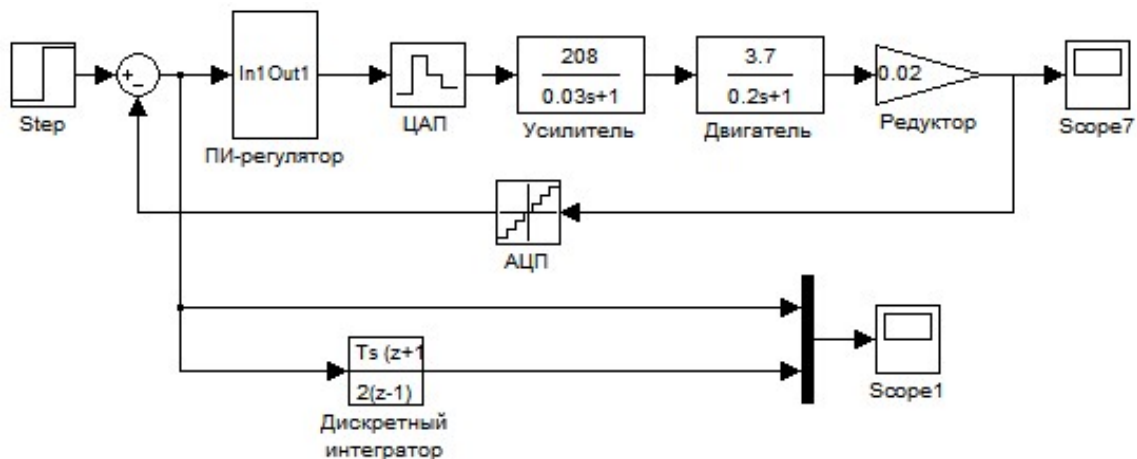 Step
+
−
In1Out1
ПИ-регулятор
ЦАП
208
0.03s+1
Усилитель
3.7
0.2s+1
Двигатель
0.02
Редуктор
Scope7
АЦП
Ts (z+1
2(z-1)
Дискретный
интегратор
Scope1